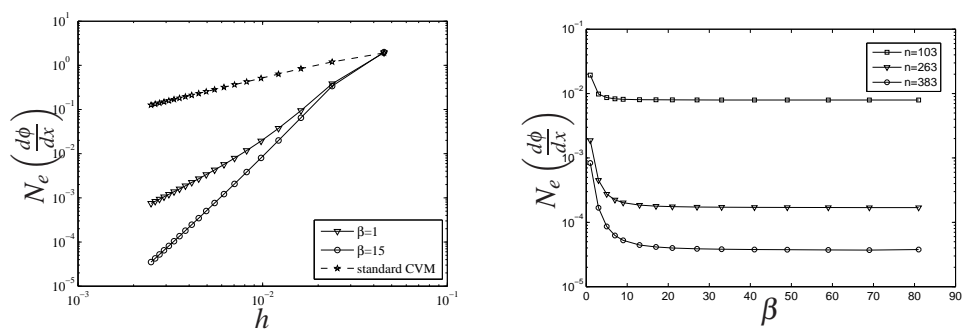 10^1
10^0
10^-1
10^-2
10^-3
10^-4
10^-5
N_e (dφ/dx)
β=1
β=15
standard CVM
10^-3
10^-2
10^-1
h
10^-1
10^-2
10^-3
10^-4
10^-5
N_e (dφ/dx)
n=103
n=263
n=383
0 10 20 30 40 50 60 70 80 90
β